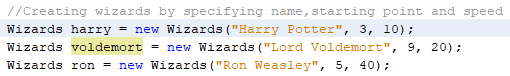 //Creating wizards by specifying name,starting point and speed
Wizards harry = new Wizards("Harry Potter", 3, 10);
Wizards voldemort = new Wizards("Lord Voldemort", 9, 20);
Wizards ron = new Wizards("Ron Weasley", 5, 40);